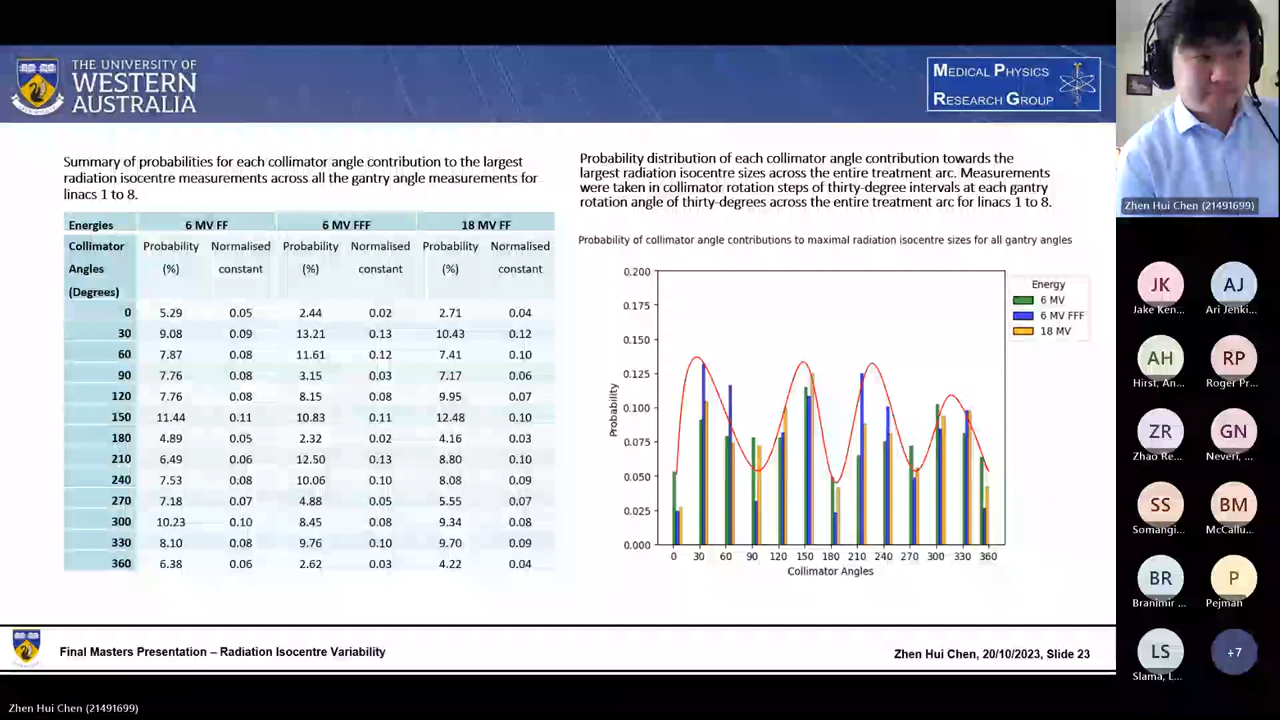 THE UNIVERSITY OF
WESTERN
AUSTRALIA
MEDICAL PHYSICS
RESEARCH GROUP
Summary of probabilities for each collimator angle contribution to the largest
radiation isocentre measurements across all the gantry angle measurements for
linacs 1 to 8.
Energies 6 MV FF 6 MV FFF 18 MV FF
Collimator Probability Normalised Probability Normalised Probability Normalised
Angles (%) constant (%) constant (%) constant
(Degrees)
0 5.29 0.05 2.44 0.02 2.71 0.04
30 9.08 0.09 13.21 0.13 10.43 0.12
60 7.87 0.08 11.61 0.12 7.41 0.10
90 7.76 0.08 3.15 0.03 7.17 0.06
120 7.76 0.08 8.15 0.08 9.95 0.07
150 11.44 0.11 10.83 0.11 12.48 0.10
180 4.89 0.05 2.32 0.02 4.16 0.03
210 6.49 0.06 12.50 0.13 8.80 0.10
240 7.53 0.08 10.06 0.10 8.08 0.09
270 7.18 0.07 4.88 0.05 5.55 0.07
300 10.23 0.10 8.45 0.08 9.34 0.08
330 8.10 0.08 9.76 0.10 9.70 0.09
360 6.38 0.06 2.62 0.03 4.22 0.04
Probability distribution of each collimator angle contribution towards the
largest radiation isocentre sizes across the entire treatment arc. Measurements
were taken in collimator rotation steps of thirty-degree intervals at each gantry
rotation angle of thirty-degrees across the entire treatment arc for linacs 1 to 8.
Probability of collimator angle contributions to maximal radiation isocentre sizes for all gantry angles
0.200
0.175
0.150
0.125
0.100
0.075
0.050
0.025
0.000
Probability
0 30 60 90 120 150 180 210 240 270 300 330 360
Collimator Angles
Energy
6 MV
6 MV FFF
18 MV
Final Masters Presentation – Radiation Isocentre Variability
Zhen Hui Chen, 20/10/2023, Slide 23
Zhen Hui Chen (21491699)
JK AJ
Jake Ken... Ari Jenki...
AH RP
Hirst, An... Roger Pr...
ZR GN
Zhao Re... Neveri, ...
SS BM
Somangi... McCallu...
BR P
Branimir ... Pejman
LS +7
Slama, L...
Zhen Hui Chen (21491699)